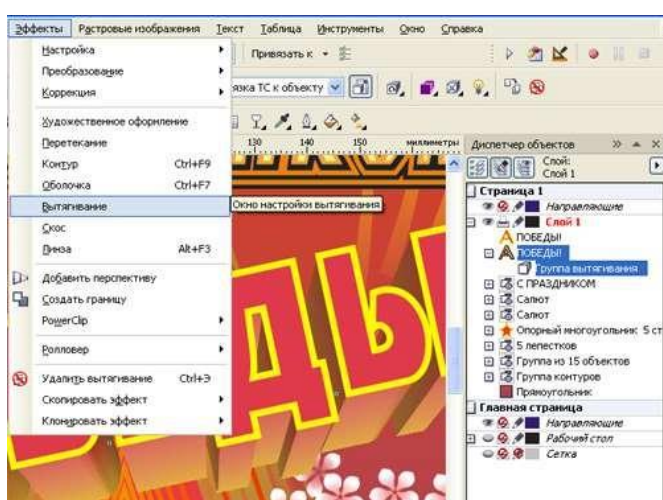 Эффекты Растровые изображения Текст Таблица Инструменты Окно Справка
Настройка
Преобразование
Коррекция
Художественное оформление
Перетекание
Контур Ctrl+F9
Оболочка Ctrl+F7
Вытягивание
Скос
Линза Alt+F3
Добавить перспективу
Создать границу
PowerClip
Ролловер
Удалить вытягивание Ctrl+Э
Скопировать эффект
Клонировать эффект
Привязать к
язка ТС к объекту
130 140 150 миллиметры
Окно настройки вытягивания
ДЫ
Диспетчер объектов
Слой:
Слой 1
Страница 1
Направляющие
Слой 1
ПОБЕДЫ!
ПОБЕДЫ!
Группа вытягивания
С ПРАЗДНИКОМ
Салют
Салют
Опорный многоугольник 5 ст
5 лепестков
Группа из 15 объектов
Группа контуров
Прямоугольник
Главная страница
Направляющие
Рабочий стол
Сетка